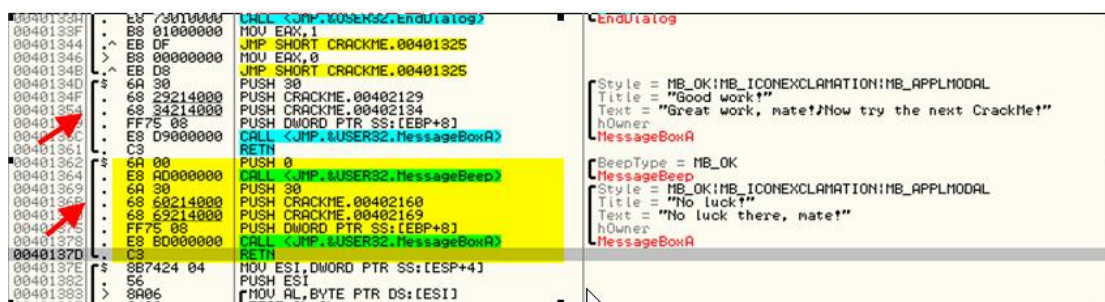 E8 73010000 CALL <JMP.&USER32.EndDialog> EndDialog
0040133F . B8 01000000 MOV EAX,1
00401344 .^ EB DF JMP SHORT CRACKME.00401325
00401346 > B8 00000000 MOV EAX,0
0040134B .^ EB D8 JMP SHORT CRACKME.00401325
0040134D $ 6A 30 PUSH 30 Style = MB_OK|MB_ICONEXCLAMATION|MB_APPLMODAL
0040134F . 68 29214000 PUSH CRACKME.00402129 Title = "Good work!"
00401354 . 68 34214000 PUSH CRACKME.00402134 Text = "Great work, mate!♪Now try the next CrackMe!"
. FF75 08 PUSH DWORD PTR SS:[EBP+8] hOwner
. E8 D9000000 CALL <JMP.&USER32.MessageBoxA> MessageBoxA
00401361 . C3 RETN
00401362 $ 6A 00 PUSH 0 BeepType = MB_OK
00401364 . E8 AD000000 CALL <JMP.&USER32.MessageBeep> MessageBeep
00401369 . 6A 30 PUSH 30 Style = MB_OK|MB_ICONEXCLAMATION|MB_APPLMODAL
0040136B . 68 60214000 PUSH CRACKME.00402160 Title = "No luck!"
. 68 69214000 PUSH CRACKME.00402169 Text = "No luck there, mate!"
. FF75 08 PUSH DWORD PTR SS:[EBP+8] hOwner
00401378 . E8 BD000000 CALL <JMP.&USER32.MessageBoxA> MessageBoxA
0040137D . C3 RETN
0040137E $ 8B7424 04 MOV ESI,DWORD PTR SS:[ESP+4]
00401382 . 56 PUSH ESI
00401383 > 8A06 MOV AL,BYTE PTR DS:[ESI]